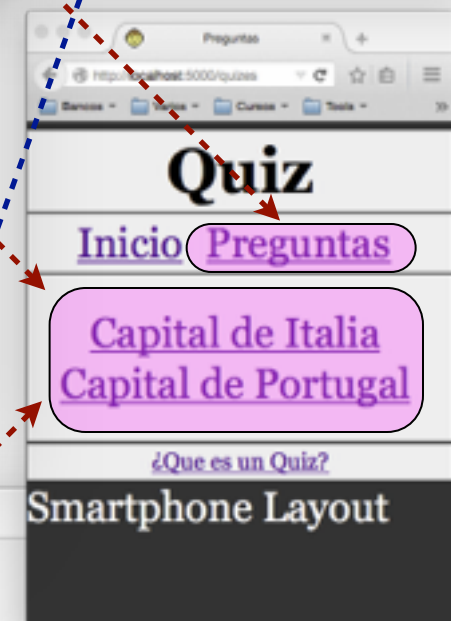 Preguntas
http://localhost:5000/quizes
Bancos Varios Cursos Tools
Quiz
Inicio Preguntas
Capital de Italia
Capital de Portugal
¿Que es un Quiz?
Smartphone Layout